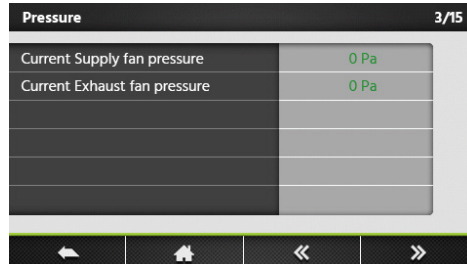 Pressure 3/15
Current Supply fan pressure 0 Pa
Current Exhaust fan pressure 0 Pa